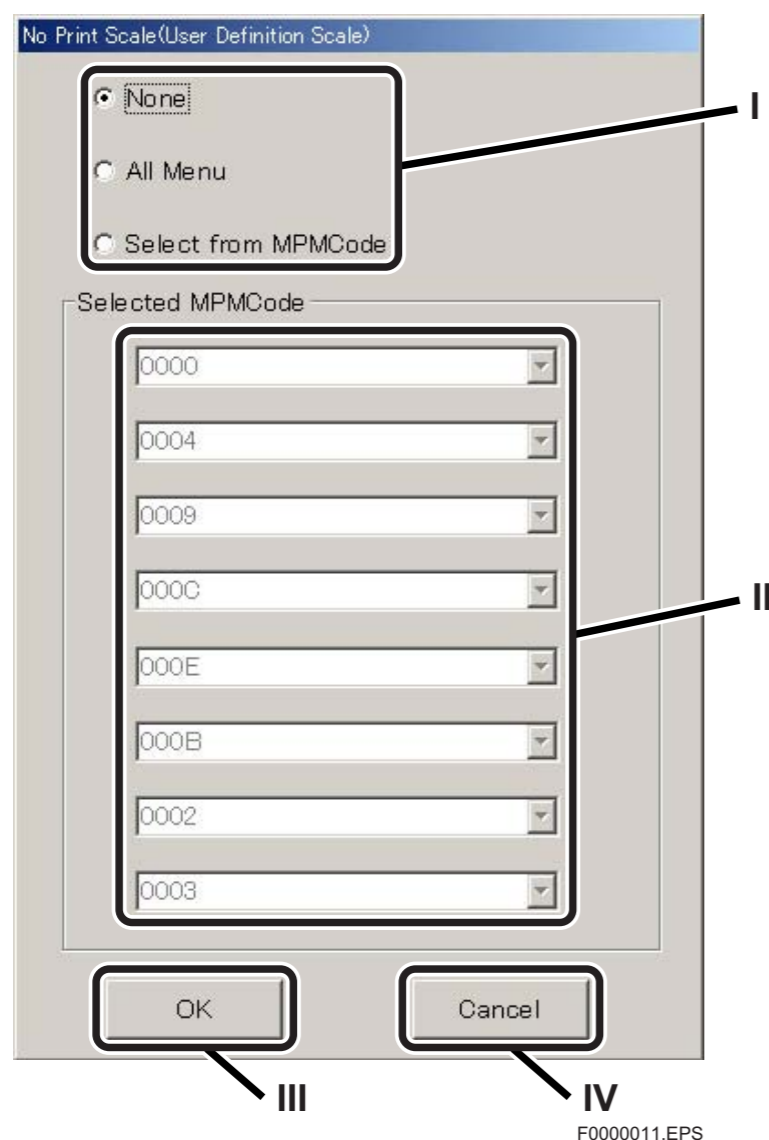 No Print Scale(User Definition Scale)
None
I
All Menu
Select from MPMCode
Selected MPMCode
0000
0004
0009
000C
II
000E
000B
0002
0003
OK
Cancel
III
IV
F0000011.EPS